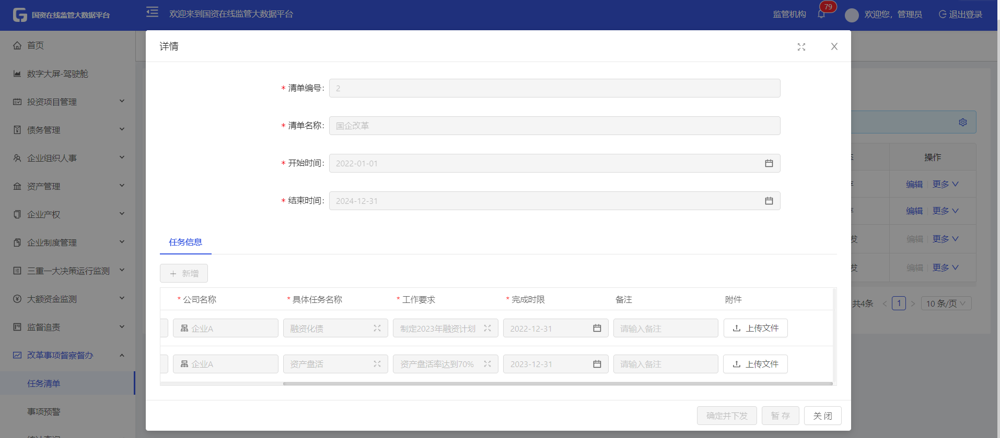 国资在线监管大数据平台
欢迎来到国资在线监管大数据平台
监管机构
79
欢迎您，管理员
退出登录
首页
数字大屏-驾驶舱
投资项目管理
债务管理
企业组织人事
资产管理
企业产权
企业制度管理
三重一大决策运行监测
大额资金监测
监督追责
改革事项督察督办
任务清单
事项预警
详情
* 清单编号: 2
* 清单名称: 国企改革
* 开始时间: 2022-01-01
* 结束时间: 2024-12-31
任务信息
新增
* 公司名称 * 具体任务名称 * 工作要求 * 完成时限 备注 附件
企业A 融资化债 制定2023年融资计划 2022-12-31 请输入备注 上传文件
企业A 资产盘活 资产盘活率达到70% 2023-12-31 请输入备注 上传文件
确定并下发 暂 存 关 闭
操作
编辑 更多
编辑 更多
发 编辑 更多
发 编辑 更多
共4条 < 1 > 10 条/页